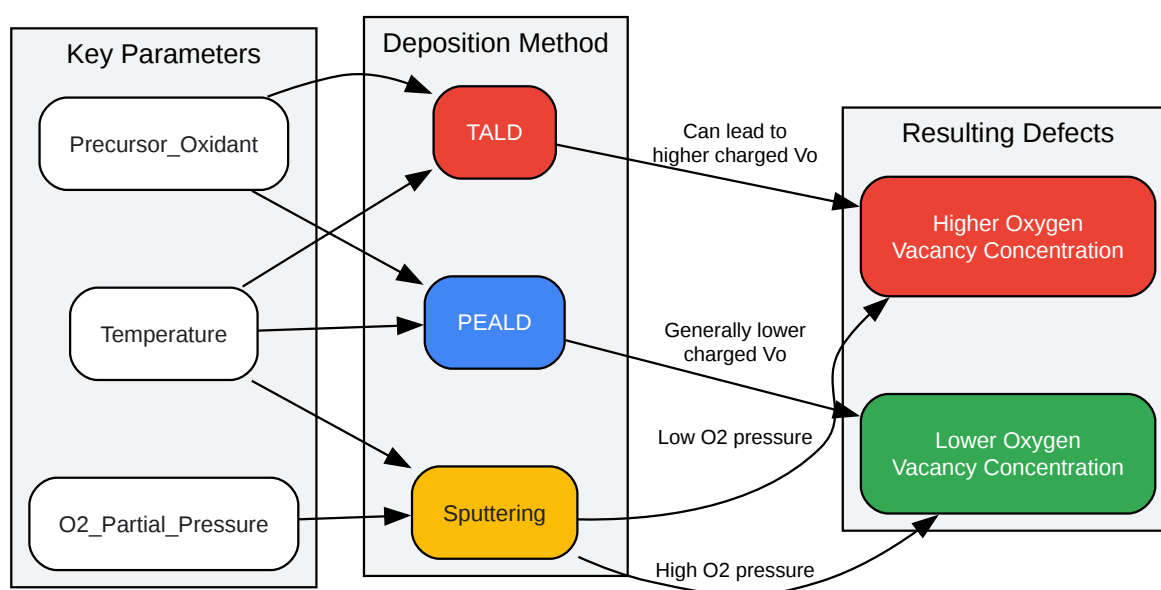 Key Parameters
Precursor_Oxidant
Temperature
O2_Partial_Pressure
Deposition Method
TALD
PEALD
Sputtering
Can lead to
higher charged Vo
Generally lower
charged Vo
Low O2 pressure
High O2 pressure
Resulting Defects
Higher Oxygen
Vacancy Concentration
Lower Oxygen
Vacancy Concentration